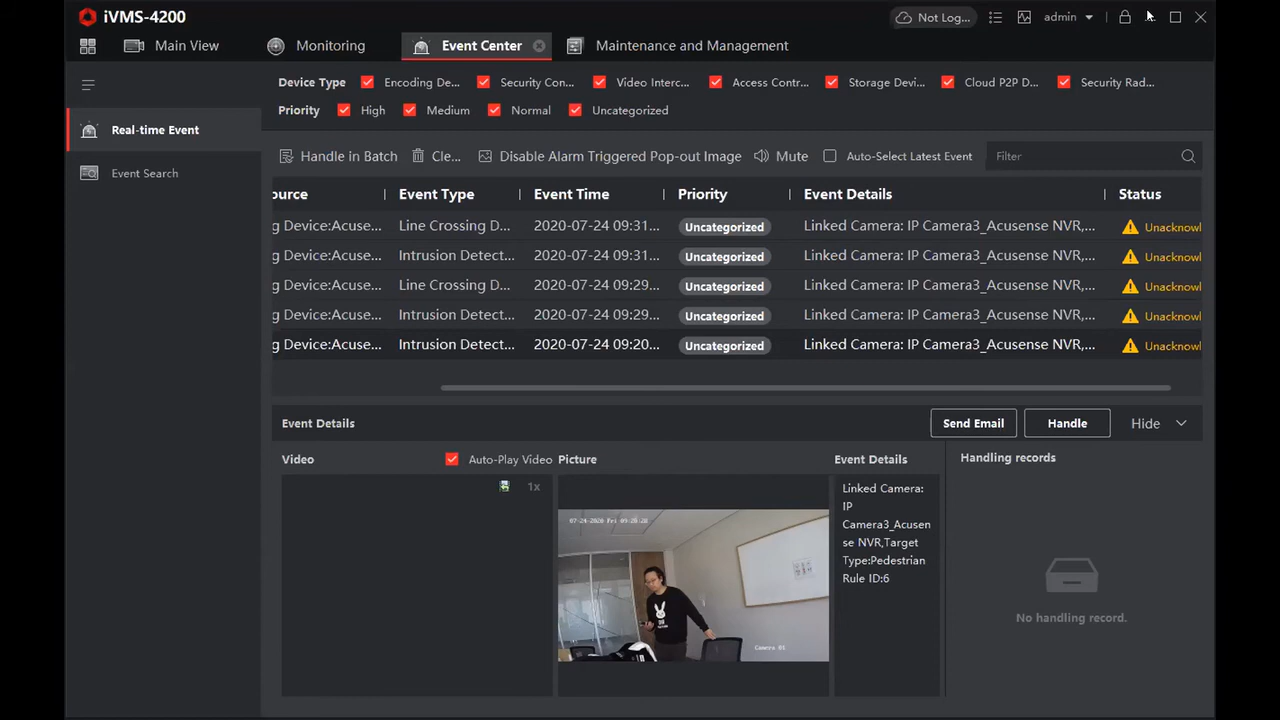 iVMS-4200
Not Log...
admin
Main View
Monitoring
Event Center
Maintenance and Management
Device Type
Encoding De...
Security Con...
Video Interc...
Access Contr...
Storage Devi...
Cloud P2P D...
Security Rad...
Priority
High
Medium
Normal
Uncategorized
Real-time Event
Event Search
Handle in Batch
Cle...
Disable Alarm Triggered Pop-out Image
Mute
Auto-Select Latest Event
Filter
ource Event Type Event Time Priority Event Details Status
g Device:Acuse... Line Crossing D... 2020-07-24 09:31... Uncategorized Linked Camera: IP Camera3_Acusense NVR,... Unacknowl
g Device:Acuse... Intrusion Detect... 2020-07-24 09:31... Uncategorized Linked Camera: IP Camera3_Acusense NVR,... Unacknowl
g Device:Acuse... Line Crossing D... 2020-07-24 09:29... Uncategorized Linked Camera: IP Camera3_Acusense NVR,... Unacknowl
g Device:Acuse... Intrusion Detect... 2020-07-24 09:29... Uncategorized Linked Camera: IP Camera3_Acusense NVR,... Unacknowl
g Device:Acuse... Intrusion Detect... 2020-07-24 09:20... Uncategorized Linked Camera: IP Camera3_Acusense NVR,... Unacknowl
Event Details
Send Email
Handle
Hide
Video
Auto-Play Video
1x
Picture
07-24-2020 Fri
Camera 03
Event Details
Linked Camera:
IP
Camera3_Acusen
se NVR,Target
Type:Pedestrian
Rule ID:6
Handling records
No handling record.